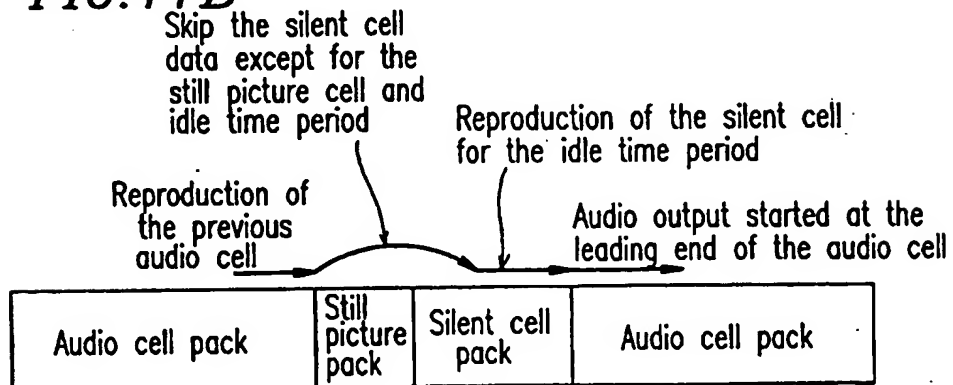 Skip the silent cell
data except for the
still picture cell and
idle time period
Reproduction of the silent cell
for the idle time period
Reproduction of
the previous
audio cell
Audio output started at the
leading end of the audio cell
Audio cell pack
Still
picture
pack
Silent cell
pack
Audio cell pack